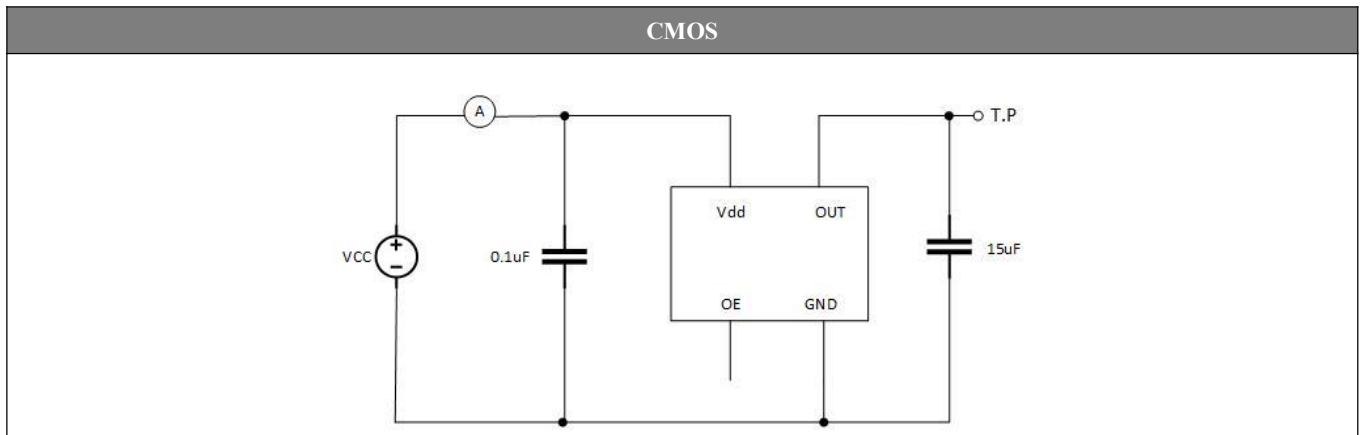 CMOS
A
T.P
Vdd OUT
VCC
+
−
0.1uF
15uF
OE GND